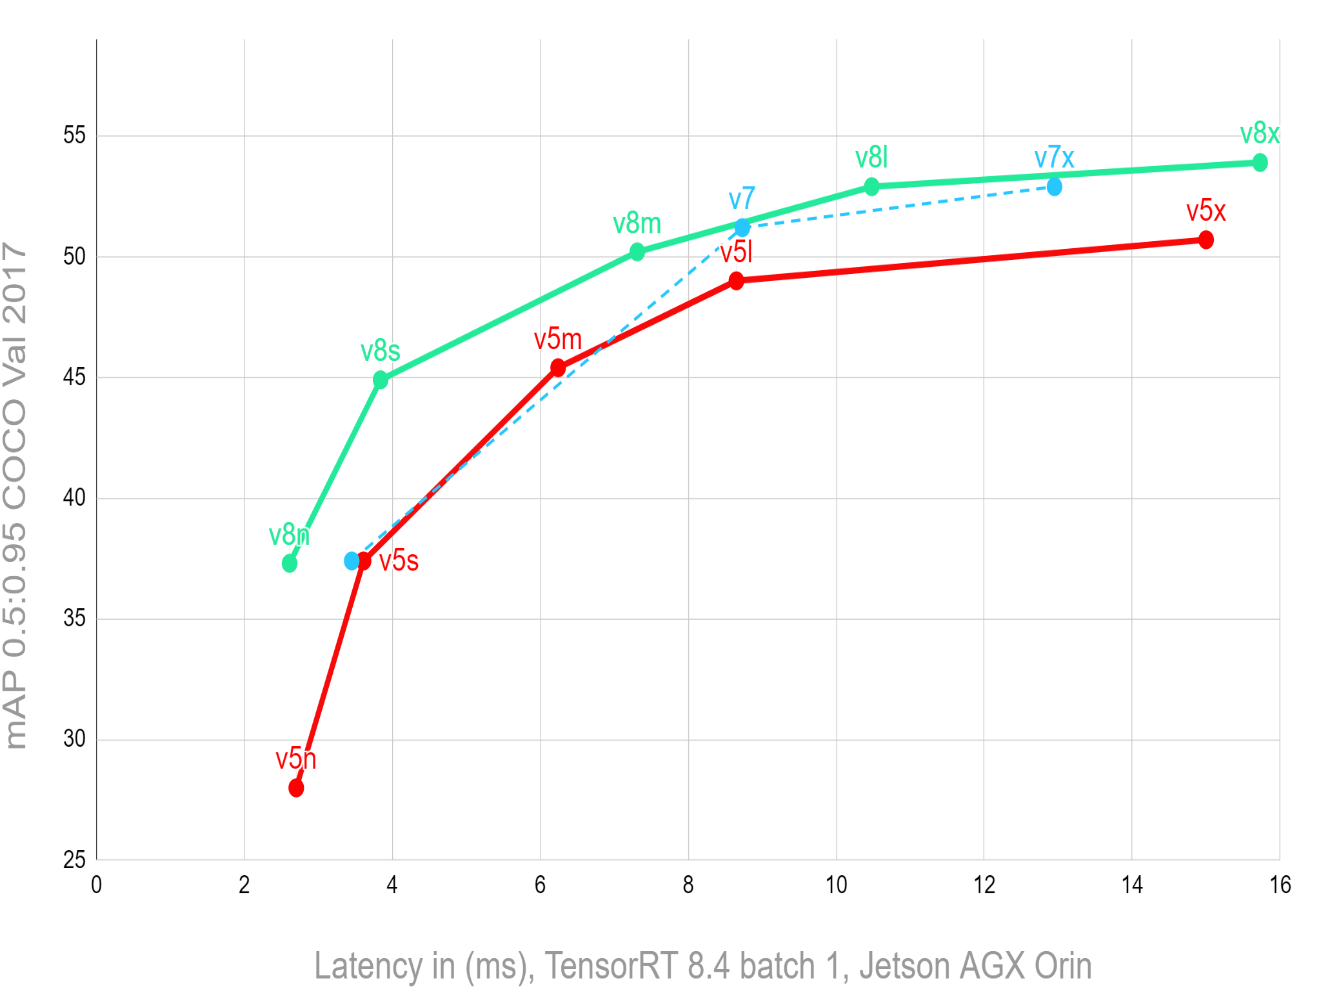 55
v8x
v8l
v7x
v7
v5x
v8m
v5l
50
v5m
v8s
45
40
v8n
v5s
35
v5n
30
25
0 2 4 6 8 10 12 14 16
mAP 0.5:0.95 COCO Val 2017
Latency in (ms), TensorRT 8.4 batch 1, Jetson AGX Orin